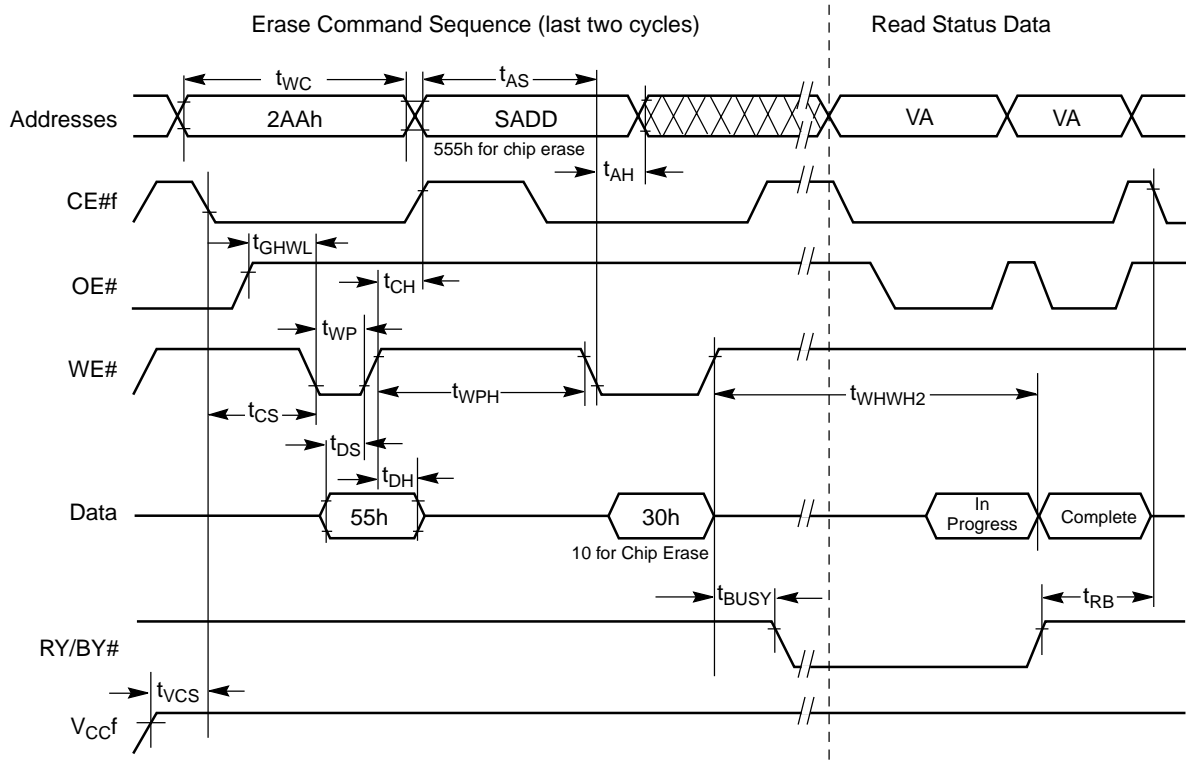 Erase Command Sequence (last two cycles)
Read Status Data
tWC
tAS
Addresses
2AAh
SADD
VA
VA
555h for chip erase
tAH
CE#f
tGHWL
OE#
tCH
tWP
WE#
tWPH
tWHWH2
tCS
tDS
tDH
Data
55h
30h
In
Progress
Complete
10 for Chip Erase
tBUSY
tRB
RY/BY#
tVCS
VCCf